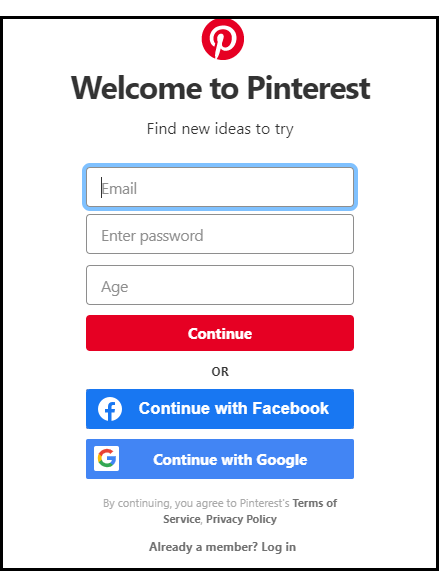 Welcome to Pinterest
Find new ideas to try
Email
Enter password
Age
Continue
OR
Continue with Facebook
Continue with Google
By continuing, you agree to Pinterest's Terms of
Service, Privacy Policy
Already a member? Log in